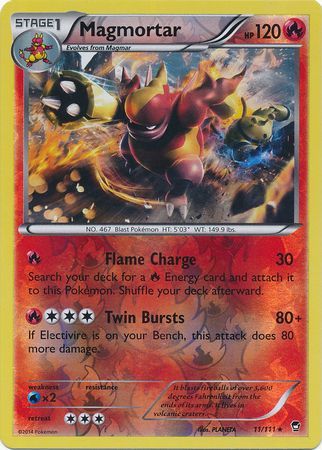 STAGE1
Magmortar
HP120
Evolves from Magmar
NO. 467 Blast Pokémon HT: 5'03" WT: 149.9 lbs.
Flame Charge 30
Search your deck for a Energy card and attach it
to this Pokémon. Shuffle your deck afterward.
Twin Bursts 80+
If Electivire is on your Bench, this attack does 80
more damage.
weakness resistance
×2
retreat
It blasts fireballs of over 3,600
degrees Fahrenheit from the
ends of its arms. It lives in
volcanic craters.
Illus. PLANETA
11/111
©2014 Pokémon